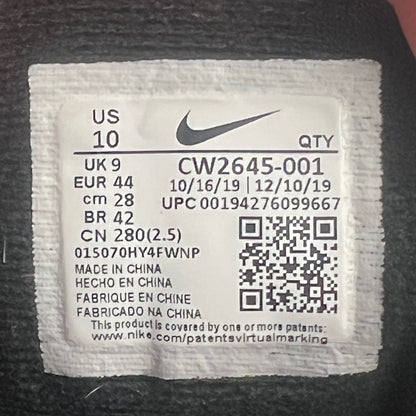 US
10
QTY
UK 9
CW2645-001
EUR 44
10/16/19 | 12/10/19
cm 28
UPC 00194276099667
BR 42
CN 280(2.5)
015070HY4FWNP
MADE IN CHINA
HECHO EN CHINA
FABRIQUE EN CHINE
FABRICADO NA CHINA
This product is covered by one or more patents:
www.nike.com/patentsvirtualmarking